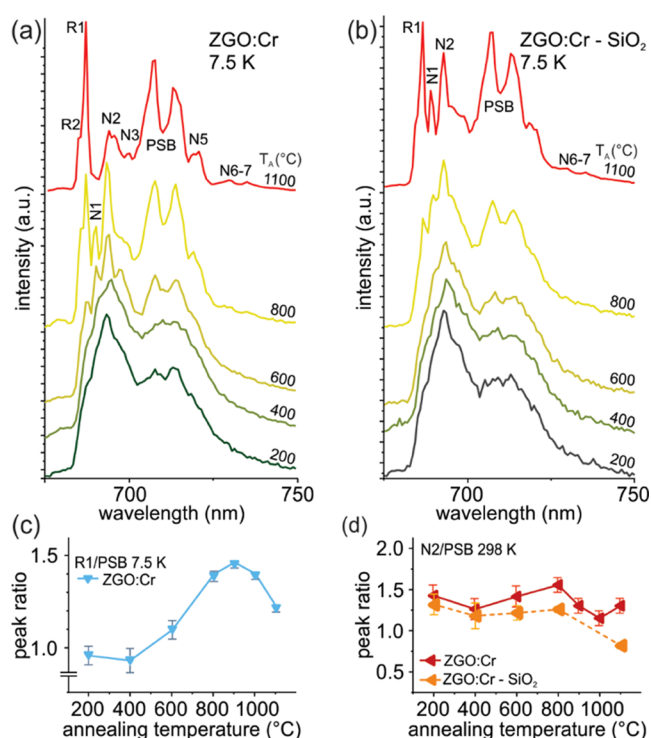 (a)
ZGO:Cr
7.5 K
R1
R2
N2
N3
PSB
N5
N6-7
T_A(°C)
1100
N1
800
600
400
200
intensity (a.u.)
700
750
wavelength (nm)
(b)
ZGO:Cr - SiO₂
7.5 K
R1
N2
N1
PSB
N6-7
T_A(°C)
1100
800
600
400
200
intensity (a.u.)
700
750
wavelength (nm)
(c)
R1/PSB 7.5 K
ZGO:Cr
1.5
1.0
peak ratio
200 400 600 800 1000
annealing temperature (°C)
(d)
N2/PSB 298 K
2.0
1.5
1.0
0.5
peak ratio
ZGO:Cr
ZGO:Cr - SiO₂
200 400 600 800 1000
annealing temperature (°C)